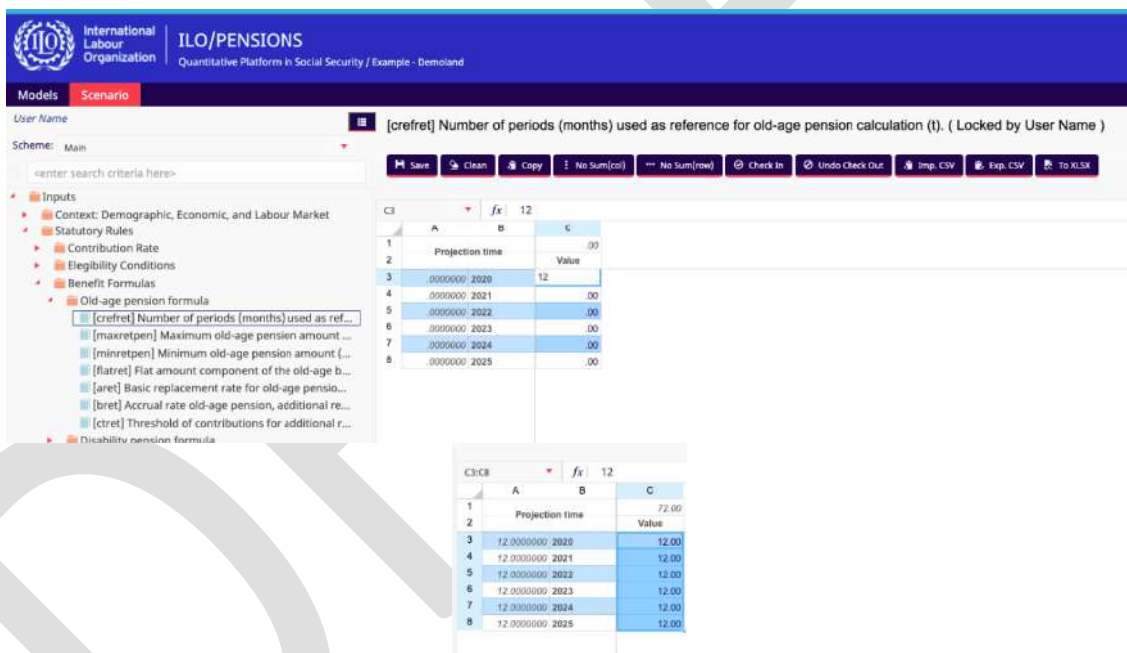 International
Labour
Organization
ILO/PENSIONS
Quantitative Platform in Social Security / Example - Demoland
Models Scenario
User Name
Scheme: Main
<enter search criteria here>
Inputs
Context: Demographic, Economic, and Labour Market
Statutory Rules
Contribution Rate
Elegibility Conditions
Benefit Formulas
Old-age pension formula
[crefret] Number of periods (months) used as ref...
[maxretpen] Maximum old-age pension amount ...
[minretpen] Minimum old-age pension amount (...
[flatret] Flat amount component of the old-age b...
[aret] Basic replacement rate for old-age pensio...
[bret] Accrual rate old-age pension, additional re...
[ctret] Threshold of contributions for additional r...
Disability pension formula
[crefret] Number of periods (months) used as reference for old-age pension calculation (t). ( Locked by User Name )
Save Clean Copy No Sum(col) No Sum(row) Check In Undo Check Out Imp. CSV Exp. CSV To XLSX
C3 fx 12
A B C
1 Projection time .00
2 Value
3 .0000000 2020 12
4 .0000000 2021 .00
5 .0000000 2022 .00
6 .0000000 2023 .00
7 .0000000 2024 .00
8 .0000000 2025 .00
C3:C8 fx 12
A B C
1 Projection time 72.00
2 Value
3 12.0000000 2020 12.00
4 12.0000000 2021 12.00
5 12.0000000 2022 12.00
6 12.0000000 2023 12.00
7 12.0000000 2024 12.00
8 12.0000000 2025 12.00